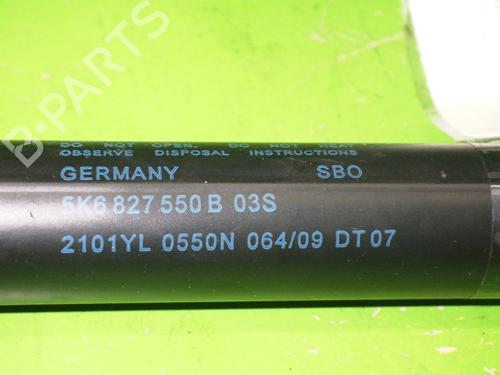 B-PARTS
DO NOT OPEN. DO NOT HEAT.
OBSERVE DISPOSAL INSTRUCTIONS
GERMANY SBO
5K6 827 550 B 03S
2101YL 0550N 064/09 DT07